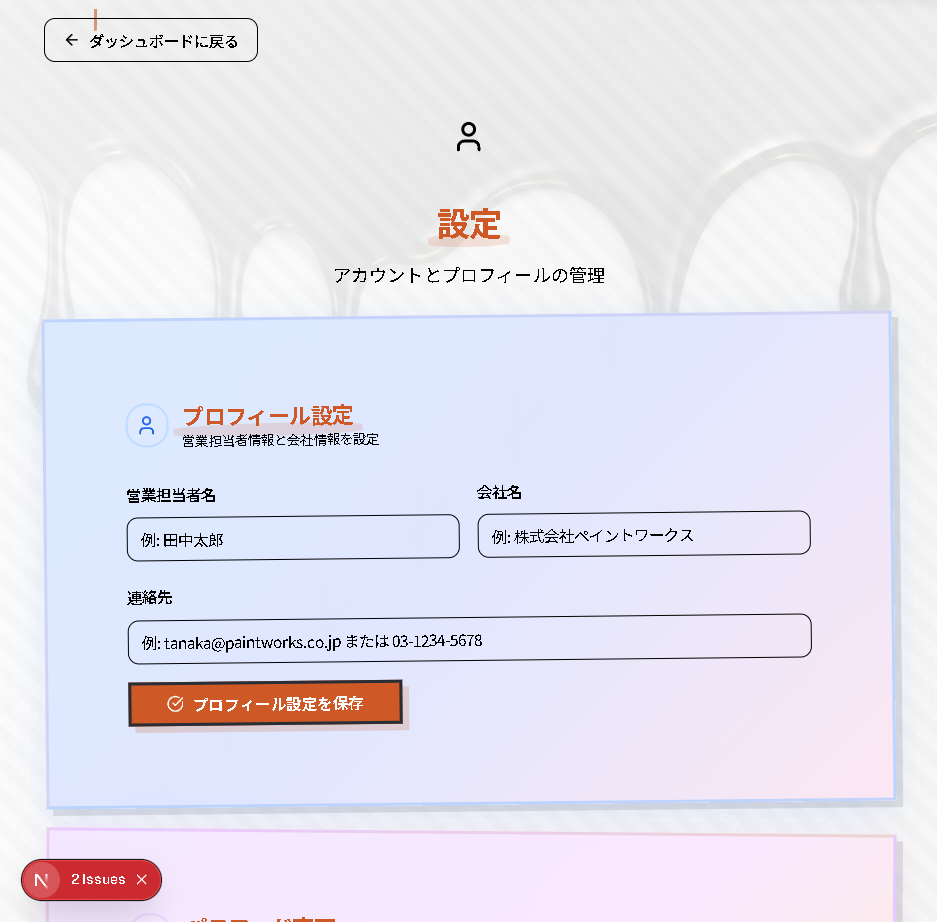 ダッシュボードに戻る
設定
アカウントとプロフィールの管理
プロフィール設定
営業担当者情報と会社情報を設定
営業担当者名
会社名
例: 田中太郎
例: 株式会社ペイントワークス
連絡先
例: tanaka@paintworks.co.jp または 03-1234-5678
プロフィール設定を保存
N 2 Issues